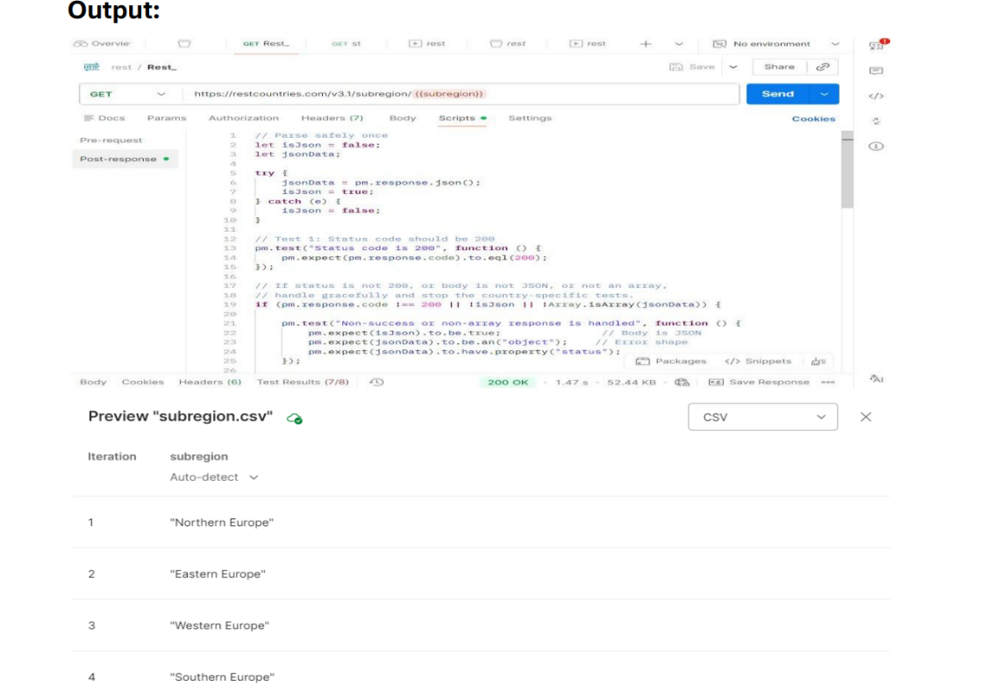 Output:
Overvie
GET Rest_
GET st
rest
rest
rest
No environment
rest / Rest_
Save
Share
GET
https://restcountries.com/v3.1/subregion/ {{subregion}}
Send
Docs Params Authorization Headers (7) Body Scripts Settings Cookies
Pre-request
Post-response
1 // Parse safely once
2 let isJson = false;
3 let jsonData;
4
5 try {
6 jsonData = pm.response.json();
7 isJson = true;
8 } catch (e) {
9 isJson = false;
10 }
11
12 // Test 1: Status code should be 200
13 pm.test("Status code is 200", function () {
14 pm.expect(pm.response.code).to.eql(200);
15 });
16
17 // If status is not 200, or body is not JSON, or not an array,
18 // handle gracefully and stop the country-specific tests.
19 if (pm.response.code !== 200 || !isJson || !Array.isArray(jsonData)) {
20
21 pm.test("Non-success or non-array response is handled", function () {
22 pm.expect(isJson).to.be.true; // Body is JSON
23 pm.expect(jsonData).to.be.an("object"); // Error shape
24 pm.expect(jsonData).to.have.property("status");
25 });
26
Packages </> Snippets
Body Cookies Headers (6) Test Results (7/8) 200 OK 1.47 s 52.44 KB Save Response
Preview "subregion.csv"
CSV
Iteration subregion
Auto-detect
1 "Northern Europe"
2 "Eastern Europe"
3 "Western Europe"
4 "Southern Europe"